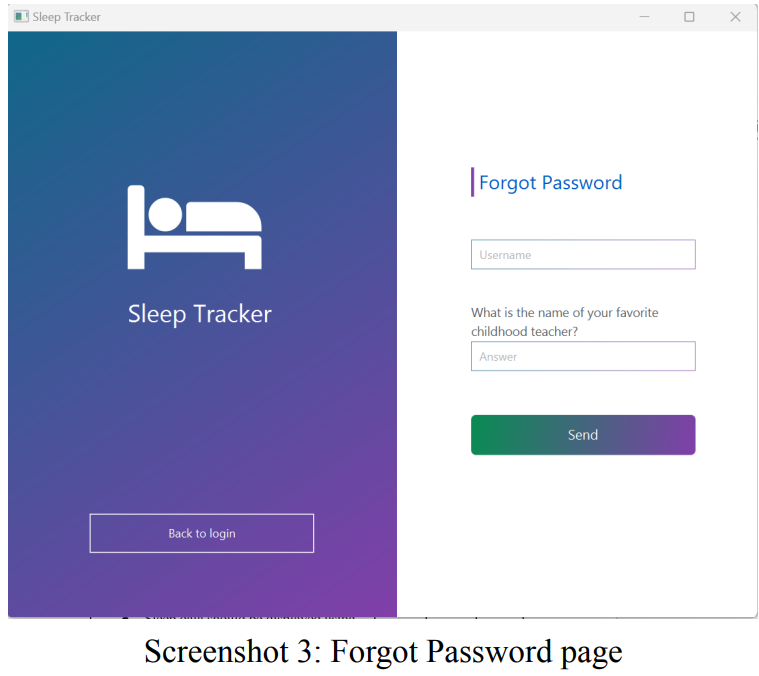 Sleep Tracker
Sleep Tracker
Back to login
Forgot Password
Username
What is the name of your favorite
childhood teacher?
Answer
Send
Screenshot 3: Forgot Password page